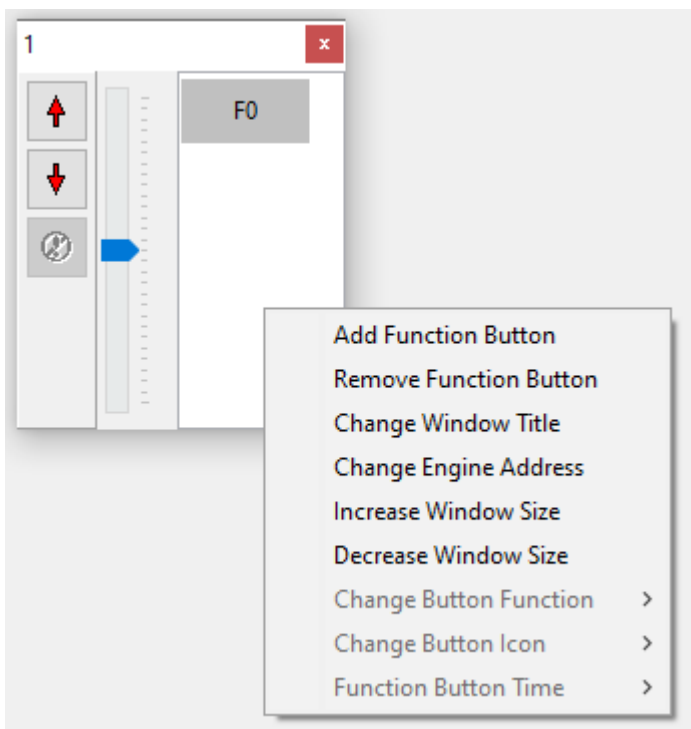 1
x
F0
Add Function Button
Remove Function Button
Change Window Title
Change Engine Address
Increase Window Size
Decrease Window Size
Change Button Function
Change Button Icon
Function Button Time